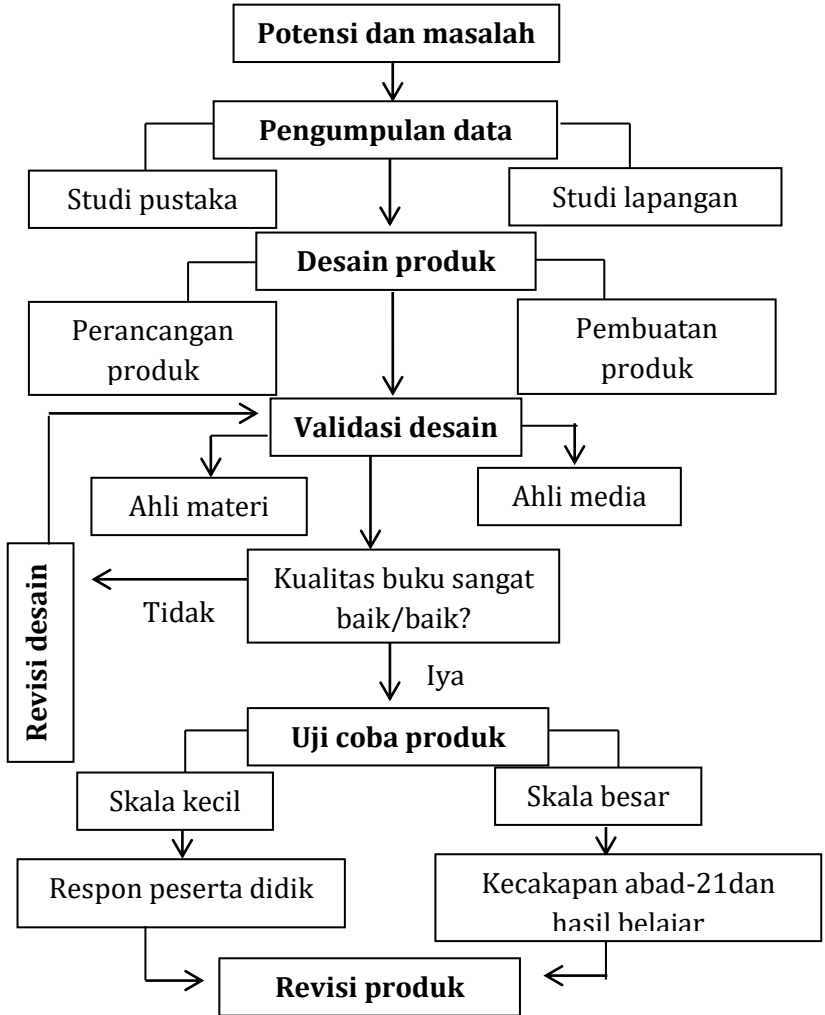 Potensi dan masalah
Pengumpulan data
Studi pustaka
Studi lapangan
Desain produk
Perancangan
produk
Pembuatan
produk
Validasi desain
Ahli materi
Ahli media
Revisi desain
Tidak
Kualitas buku sangat
baik/baik?
Iya
Uji coba produk
Skala kecil
Skala besar
Respon peserta didik
Kecakapan abad-21dan
hasil belajar
Revisi produk